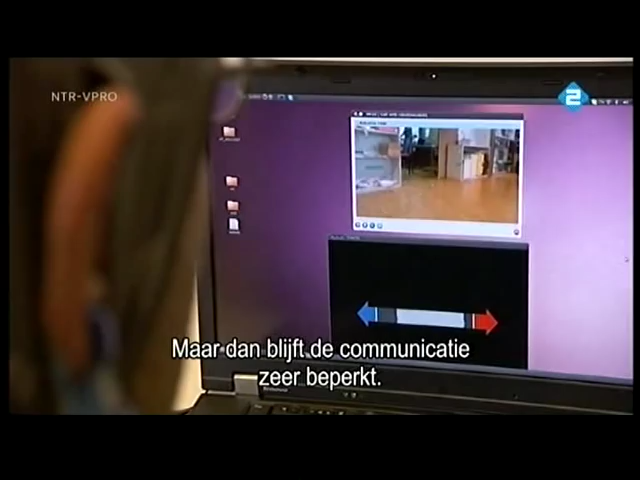 NTR-VPRO
2
Maar dan blijft de communicatie
zeer beperkt.